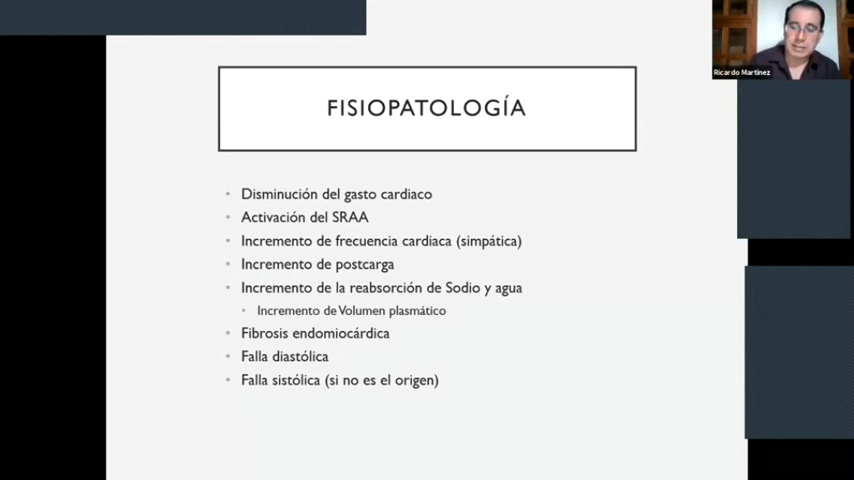 Ricardo Martínez
FISIOPATOLOGÍA
Disminución del gasto cardiaco
Activación del SRAA
Incremento de frecuencia cardiaca (simpática)
Incremento de postcarga
Incremento de la reabsorción de Sodio y agua
Incremento de Volumen plasmático
Fibrosis endomiocárdica
Falla diastólica
Falla sistólica (si no es el origen)